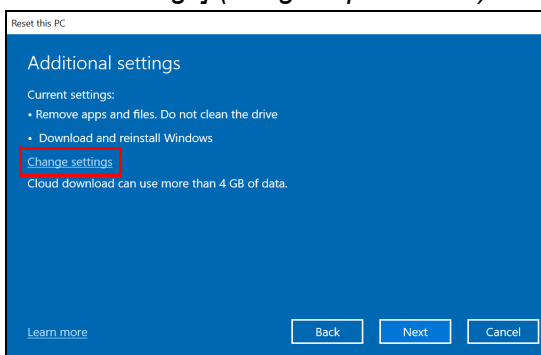 Reset this PC
Additional settings
Current settings:
• Remove apps and files. Do not clean the drive
• Download and reinstall Windows
Change settings
Cloud download can use more than 4 GB of data.
Learn more
Back
Next
Cancel